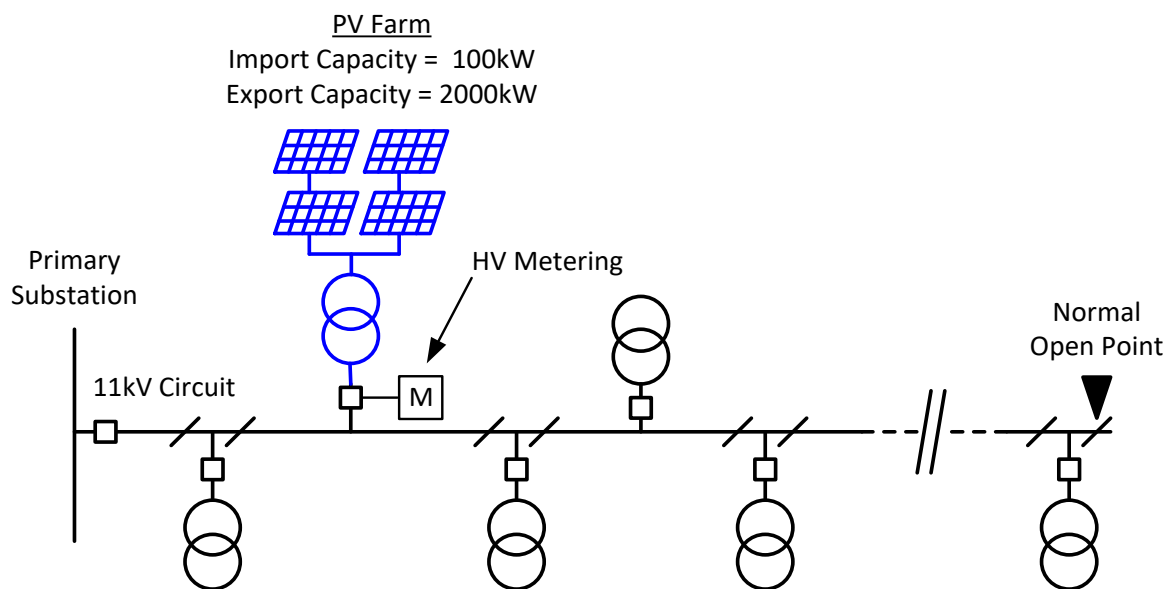 PV Farm
Import Capacity = 100kW
Export Capacity = 2000kW
HV Metering
Primary
Substation
Normal
Open Point
11kV Circuit
M